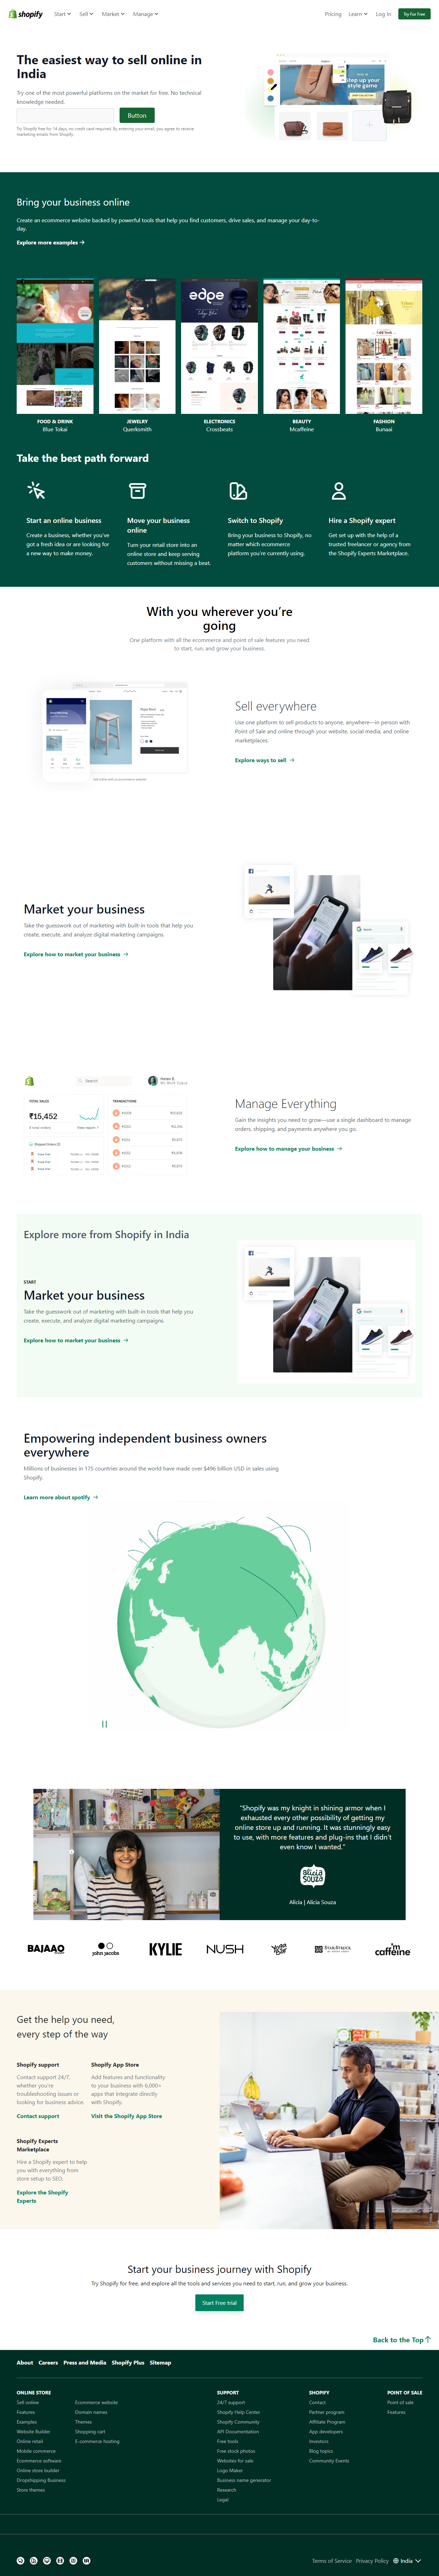 shopify
Start
Sell
Market
Manage
Pricing
Learn
Log In
Try For Free
The easiest way to sell online in
India
Try one of the most powerful platforms on the market for free. No technical
knowledge needed.
Button
Try Shopify free for 14 days, no credit card required. By entering your email, you agree to receive
marketing emails from Shopify.
Step up your
style game
Bring your business online
Create an ecommerce website backed by powerful tools that help you find customers, drive sales, and manage your day-to-
day.
Explore more examples →
edge
FOOD & DRINK
Blue Tokai
JEWELRY
Querksmith
ELECTRONICS
Crossbeats
BEAUTY
Mcaffeine
FASHION
Bunaai
Take the best path forward
Start an online business
Create a business, whether you've
got a fresh idea or are looking for
a new way to make money.
Move your business
online
Turn your retail store into an
online store and keep serving
customers without missing a beat.
Switch to Shopify
Bring your business to Shopify, no
matter which ecommerce
platform you're currently using.
Hire a Shopify expert
Get set up with the help of a
trusted freelancer or agency from
the Shopify Experts Marketplace.
With you wherever you're
going
One platform with all the ecommerce and point of sale features you need
to start, run, and grow your business.
Sell everywhere
Use one platform to sell products to anyone, anywhere—in person with
Point of Sale and online through your website, social media, and online
marketplaces.
Explore ways to sell →
Market your business
Take the guesswork out of marketing with built-in tools that help you
create, execute, and analyze digital marketing campaigns.
Explore how to market your business →
Search
TOTAL SALES
₹15,452
TRANSACTIONS
Manage Everything
Gain the insights you need to grow—use a single dashboard to manage
orders, shipping, and payments anywhere you go.
Explore how to manage your business →
Explore more from Shopify in India
START
Market your business
Take the guesswork out of marketing with built-in tools that help you
create, execute, and analyze digital marketing campaigns.
Explore how to market your business →
Empowering independent business owners
everywhere
Millions of businesses in 175 countries around the world have made over $496 billion USD in sales using
Shopify.
Learn more about spotify →
"Shopify was my knight in shining armor when I
exhausted every other possibility of getting my
online store up and running. It was stunningly easy
to use, with more features and plug-ins that I didn't
even know I wanted."
alicia
souza
Alicia | Alicia Souza
BAJAAO
john jacobs
KYLIE
NUSH
yoga
bar
I'm
caffeine
Get the help you need,
every step of the way
Shopify support
Contact support 24/7,
whether you're
troubleshooting issues or
looking for business advice.
Contact support
Shopify App Store
Add features and functionality
to your business with 6,000+
apps that integrate directly
with Shopify.
Visit the Shopify App Store
Shopify Experts
Marketplace
Hire a Shopify expert to help
you with everything from
store setup to SEO.
Explore the Shopify
Experts
Start your business journey with Shopify
Try Shopify for free, and explore all the tools and services you need to start, run, and grow your business.
Start Free trial
Back to the Top
About
Careers
Press and Media
Shopify Plus
Sitemap
ONLINE STORE
Sell online
Features
Examples
Website Builder
Online retail
Mobile commerce
Ecommerce software
Online store builder
Dropshipping Business
Store themes
Ecommerce website
Domain names
Themes
Shopping cart
E-commerce hosting
SUPPORT
24/7 support
Shopify Help Center
Shopify Community
API Documentation
Free tools
Free stock photos
Websites for sale
Logo Maker
Business name generator
Research
Legal
SHOPIFY
Contact
Partner program
Affiliate Program
App developers
Investors
Blog topics
Community Events
POINT OF SALE
Point of sale
Features
Terms of Service
Privacy Policy
India